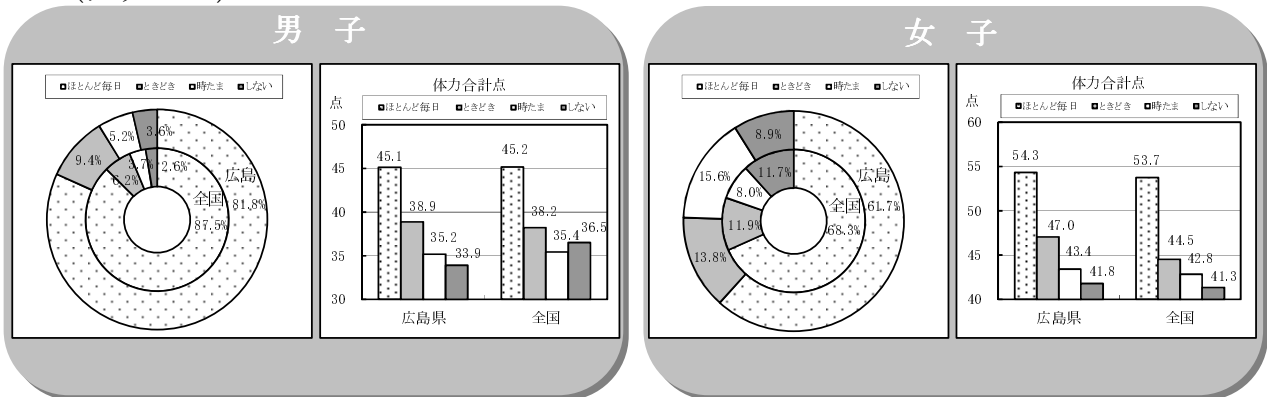 男 子
ほとんど毎日 ときどき 時たま しない
5.2%
3.6%
9.4%
3.7%
2.6%
6.2%
広島
81.8%
全国
87.5%
体力合計点
点
ほとんど毎日 ときどき 時たま しない
50
45
40
35
30
45.1
38.9
35.2
33.9
45.2
38.2
35.4
36.5
広島県 全国
女 子
ほとんど毎日 ときどき 時たま しない
8.9%
11.7%
15.6%
8.0%
11.9%
13.8%
広島
61.7%
全国
68.3%
体力合計点
点
ほとんど毎日 ときどき 時たま しない
60
55
50
45
40
54.3
47.0
43.4
41.8
53.7
44.5
42.8
41.3
広島県 全国